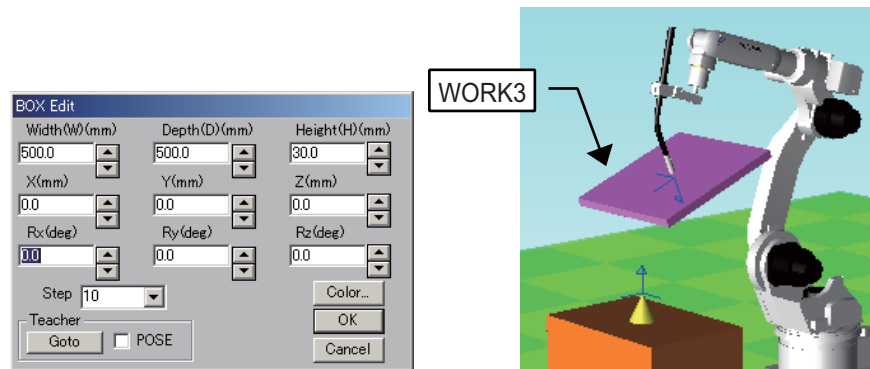 BOX Edit
Width(W)(mm) Depth(D)(mm) Height(H)(mm)
500.0 500.0 30.0
X(mm) Y(mm) Z(mm)
0.0 0.0 0.0
Rx(deg) Ry(deg) Rz(deg)
0.0 0.0 0.0
Step 10 Color...
Teacher OK
Goto POSE Cancel
WORK3